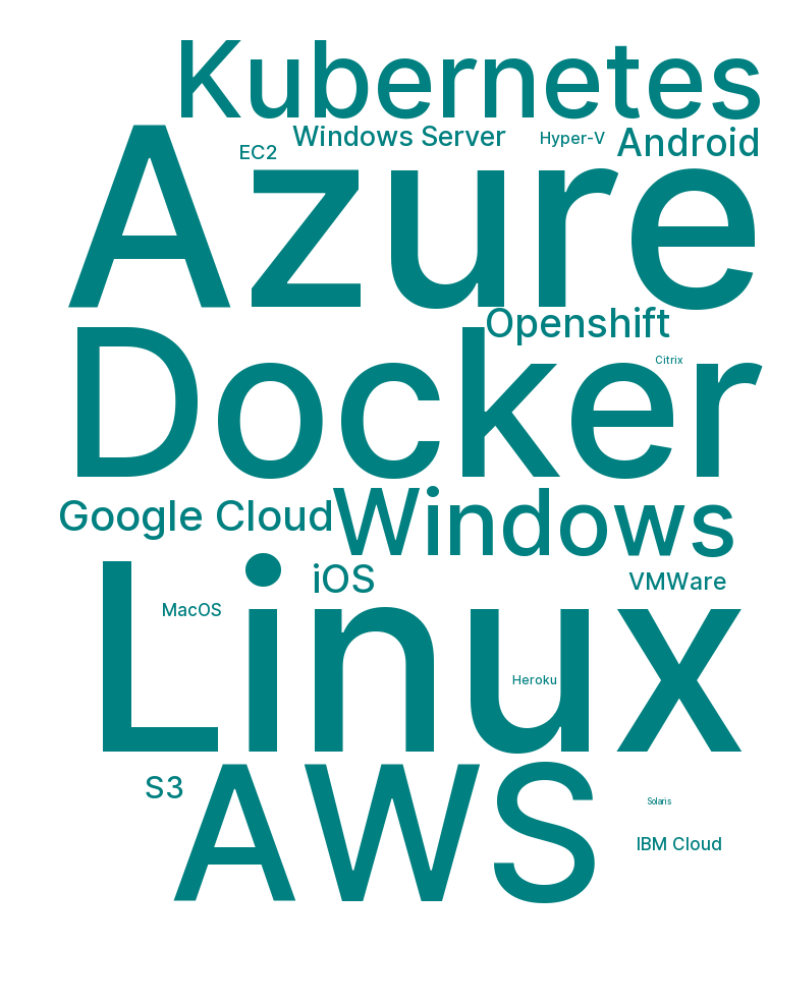 Kubernetes
Windows Server
Hyper-V
Android
EC2
Azure
Openshift
Docker
Citrix
Google Cloud
Windows
iOS
VMWare
Linux
MacOS
Heroku
AWS
S3
Solaris
IBM Cloud